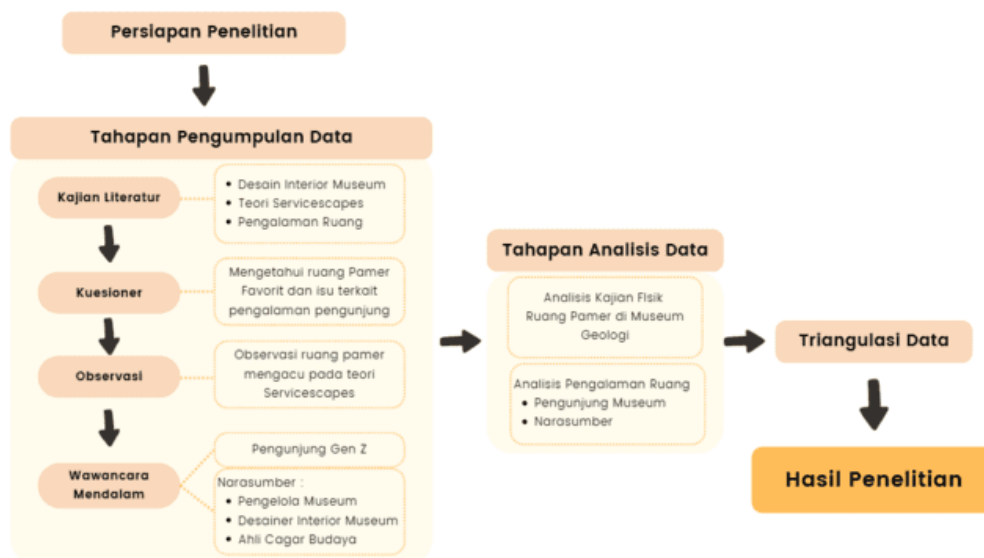 Persiapan Penelitian
Tahapan Pengumpulan Data
Kajian Literatur
• Desain Interior Museum
• Teori Servicescapes
• Pengalaman Ruang
Kuesioner
Mengetahui ruang Pamer
Favorit dan isu terkait
pengalaman pengunjung
Observasi
Observasi ruang pamer
mengacu pada teori
Servicescapes
Wawancara
Mendalam
Pengunjung Gen Z
Narasumber :
• Pengelola Museum
• Desainer Interior Museum
• Ahli Cagar Budaya
Tahapan Analisis Data
Analisis Kajian FIsik
Ruang Pamer di Museum
Geologi
Analisis Pengalaman Ruang
• Pengunjung Museum
• Narasumber
Triangulasi Data
Hasil Penelitian